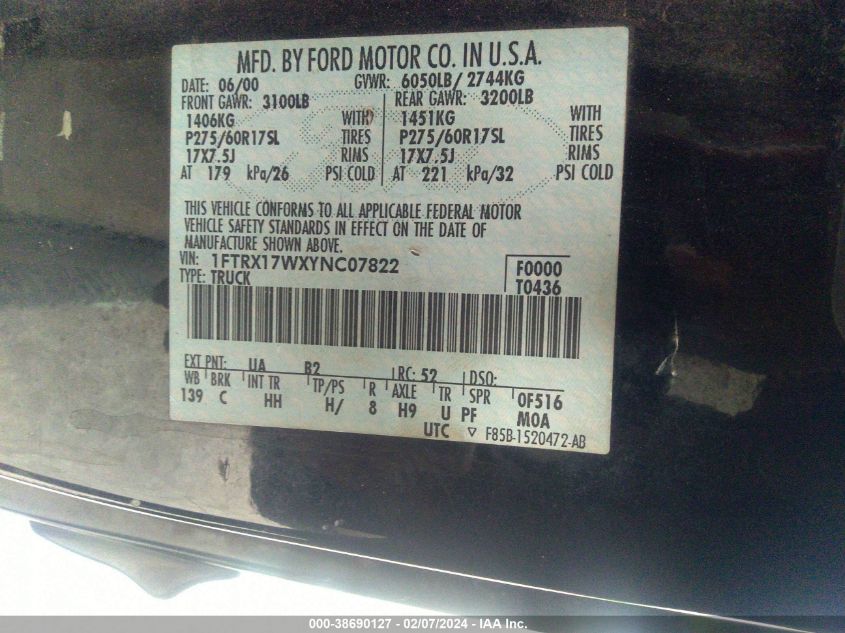 MFD. BY FORD MOTOR CO. IN U.S.A.
DATE: 06/00 GVWR: 6050LB/ 2744KG
FRONT GAWR: 3100LB REAR GAWR: 3200LB
1406KG WITH 1451KG WITH
P275/60R17SL TIRES P275/60R17SL TIRES
17X7.5J RIMS 17X7.5J RIMS
AT 179 kPa/26 PSI COLD AT 221 kPa/32 PSI COLD
THIS VEHICLE CONFORMS TO ALL APPLICABLE FEDERAL MOTOR
VEHICLE SAFETY STANDARDS IN EFFECT ON THE DATE OF
MANUFACTURE SHOWN ABOVE.
VIN: 1FTRX17WXYNC07822 F0000
TYPE: TRUCK T0436
EXT PNT: UA B2 RC: 52 DSO:
WB BRK INT TR TP/PS R AXLE TR SPR 0F516
139 C HH H/ 8 H9 U PF MOA
UTC ▽ F85B-1520472-AB
000-38690127 - 02/07/2024 - IAA Inc.